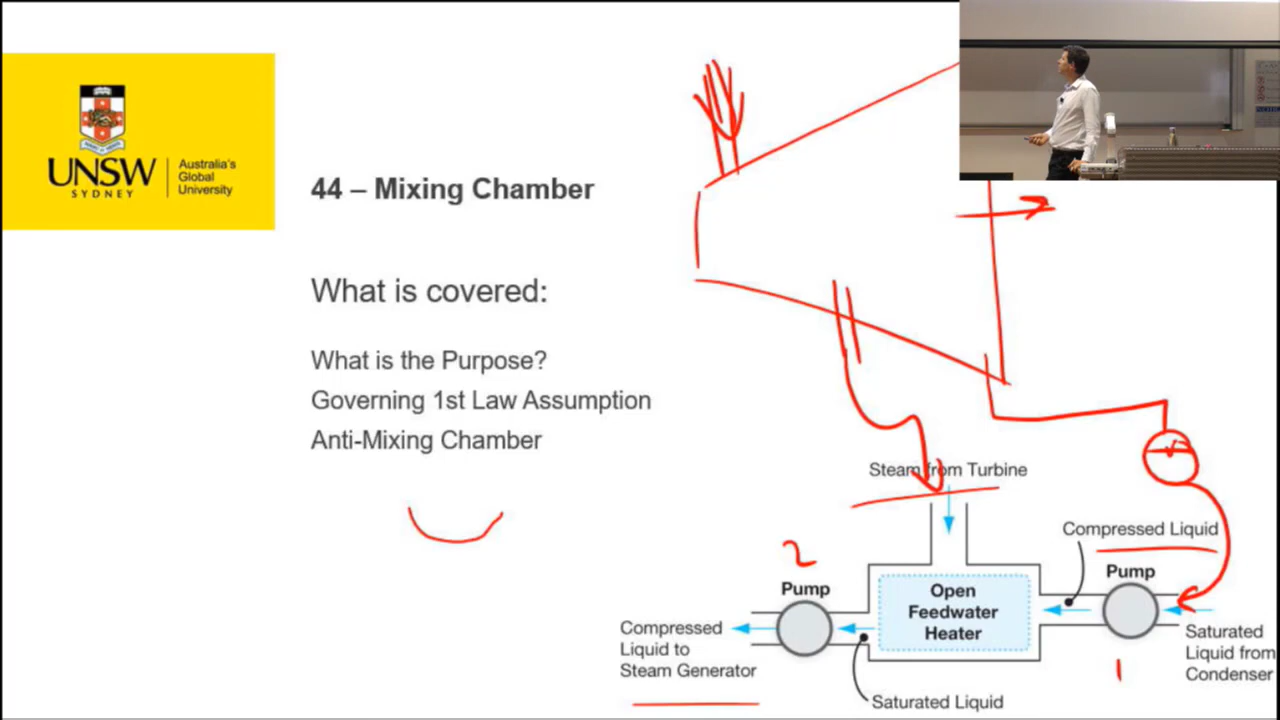 UNSW
SYDNEY
Australia's
Global
University
44 – Mixing Chamber
What is covered:
What is the Purpose?
Governing 1st Law Assumption
Anti-Mixing Chamber
Steam from Turbine
Compressed Liquid
2
Pump
Pump
Open
Feedwater
Heater
Compressed
Liquid to
Steam Generator
Saturated
Liquid from
Condenser
1
Saturated Liquid